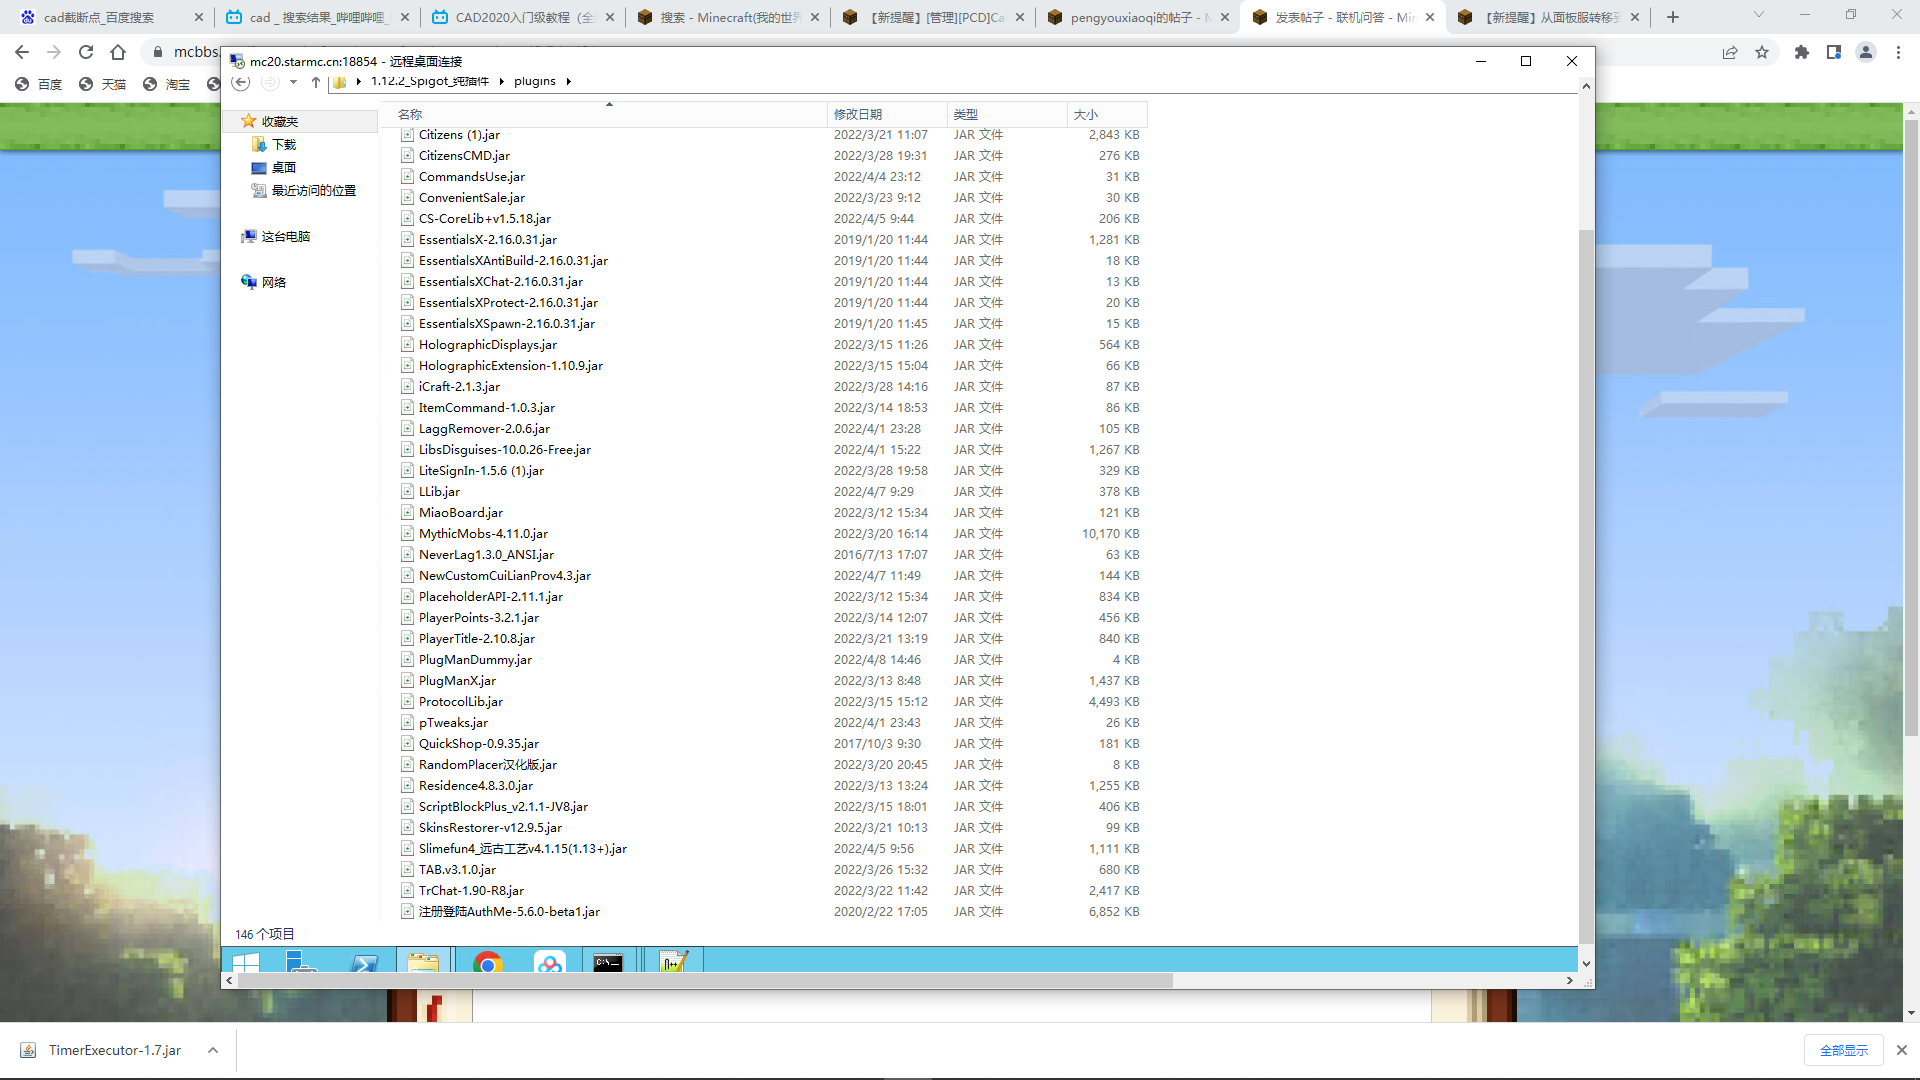 cad截断点_百度搜索
cad _ 搜索结果_哔哩哔哩_
CAD2020入门级教程（全
搜索 - Minecraft(我的世界
【新提醒】[管理][PCD]Ca
pengyouxiaoqi的帖子 - M
发表帖子 - 联机问答 - Mi
【新提醒】从面板服转移到
mcbbs.
百度
天猫
淘宝
mc20.starmc.cn:18854 - 远程桌面连接
1.12.2_Spigot_纯插件
plugins
收藏夹
下载
桌面
最近访问的位置
这台电脑
网络
名称 修改日期 类型 大小
Citizens (1).jar 2022/3/21 11:07 JAR 文件 2,843 KB
CitizensCMD.jar 2022/3/28 19:31 JAR 文件 276 KB
CommandsUse.jar 2022/4/4 23:12 JAR 文件 31 KB
ConvenientSale.jar 2022/3/23 9:12 JAR 文件 30 KB
CS-CoreLib+v1.5.18.jar 2022/4/5 9:44 JAR 文件 206 KB
EssentialsX-2.16.0.31.jar 2019/1/20 11:44 JAR 文件 1,281 KB
EssentialsXAntiBuild-2.16.0.31.jar 2019/1/20 11:44 JAR 文件 18 KB
EssentialsXChat-2.16.0.31.jar 2019/1/20 11:44 JAR 文件 13 KB
EssentialsXProtect-2.16.0.31.jar 2019/1/20 11:44 JAR 文件 20 KB
EssentialsXSpawn-2.16.0.31.jar 2019/1/20 11:45 JAR 文件 15 KB
HolographicDisplays.jar 2022/3/15 11:26 JAR 文件 564 KB
HolographicExtension-1.10.9.jar 2022/3/15 15:04 JAR 文件 66 KB
iCraft-2.1.3.jar 2022/3/28 14:16 JAR 文件 87 KB
ItemCommand-1.0.3.jar 2022/3/14 18:53 JAR 文件 86 KB
LaggRemover-2.0.6.jar 2022/4/1 23:28 JAR 文件 105 KB
LibsDisguises-10.0.26-Free.jar 2022/4/1 15:22 JAR 文件 1,267 KB
LiteSignIn-1.5.6 (1).jar 2022/3/28 19:58 JAR 文件 329 KB
LLib.jar 2022/4/7 9:29 JAR 文件 378 KB
MiaoBoard.jar 2022/3/12 15:34 JAR 文件 121 KB
MythicMobs-4.11.0.jar 2022/3/20 16:14 JAR 文件 10,170 KB
NeverLag1.3.0_ANSI.jar 2016/7/13 17:07 JAR 文件 63 KB
NewCustomCuiLianProv4.3.jar 2022/4/7 11:49 JAR 文件 144 KB
PlaceholderAPI-2.11.1.jar 2022/3/12 15:34 JAR 文件 834 KB
PlayerPoints-3.2.1.jar 2022/3/14 12:07 JAR 文件 456 KB
PlayerTitle-2.10.8.jar 2022/3/21 13:19 JAR 文件 840 KB
PlugManDummy.jar 2022/4/8 14:46 JAR 文件 4 KB
PlugManX.jar 2022/3/13 8:48 JAR 文件 1,437 KB
ProtocolLib.jar 2022/3/15 15:12 JAR 文件 4,493 KB
pTweaks.jar 2022/4/1 23:43 JAR 文件 26 KB
QuickShop-0.9.35.jar 2017/10/3 9:30 JAR 文件 181 KB
RandomPlacer汉化版.jar 2022/3/20 20:45 JAR 文件 8 KB
Residence4.8.3.0.jar 2022/3/13 13:24 JAR 文件 1,255 KB
ScriptBlockPlus_v2.1.1-JV8.jar 2022/3/15 18:01 JAR 文件 406 KB
SkinsRestorer-v12.9.5.jar 2022/3/21 10:13 JAR 文件 99 KB
Slimefun4_远古工艺v4.1.15(1.13+).jar 2022/4/5 9:56 JAR 文件 1,111 KB
TAB.v3.1.0.jar 2022/3/26 15:32 JAR 文件 680 KB
TrChat-1.90-R8.jar 2022/3/22 11:42 JAR 文件 2,417 KB
注册登陆AuthMe-5.6.0-beta1.jar 2020/2/22 17:05 JAR 文件 6,852 KB
146 个项目
TimerExecutor-1.7.jar
全部显示